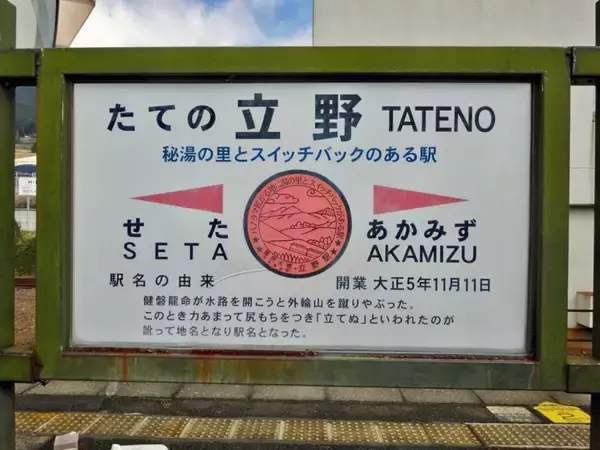 たての 立野 TATENO
秘湯の里とスイッチバックのある駅
せた あかみず
SETA AKAMIZU
駅名の由来 開業 大正5年11月11日
健磐龍命が水路を開こうと外輪山を蹴りやぶった。
このとき力あまって尻もちをつき「立てぬ」といわれたのが
訛って地名となり駅名となった。